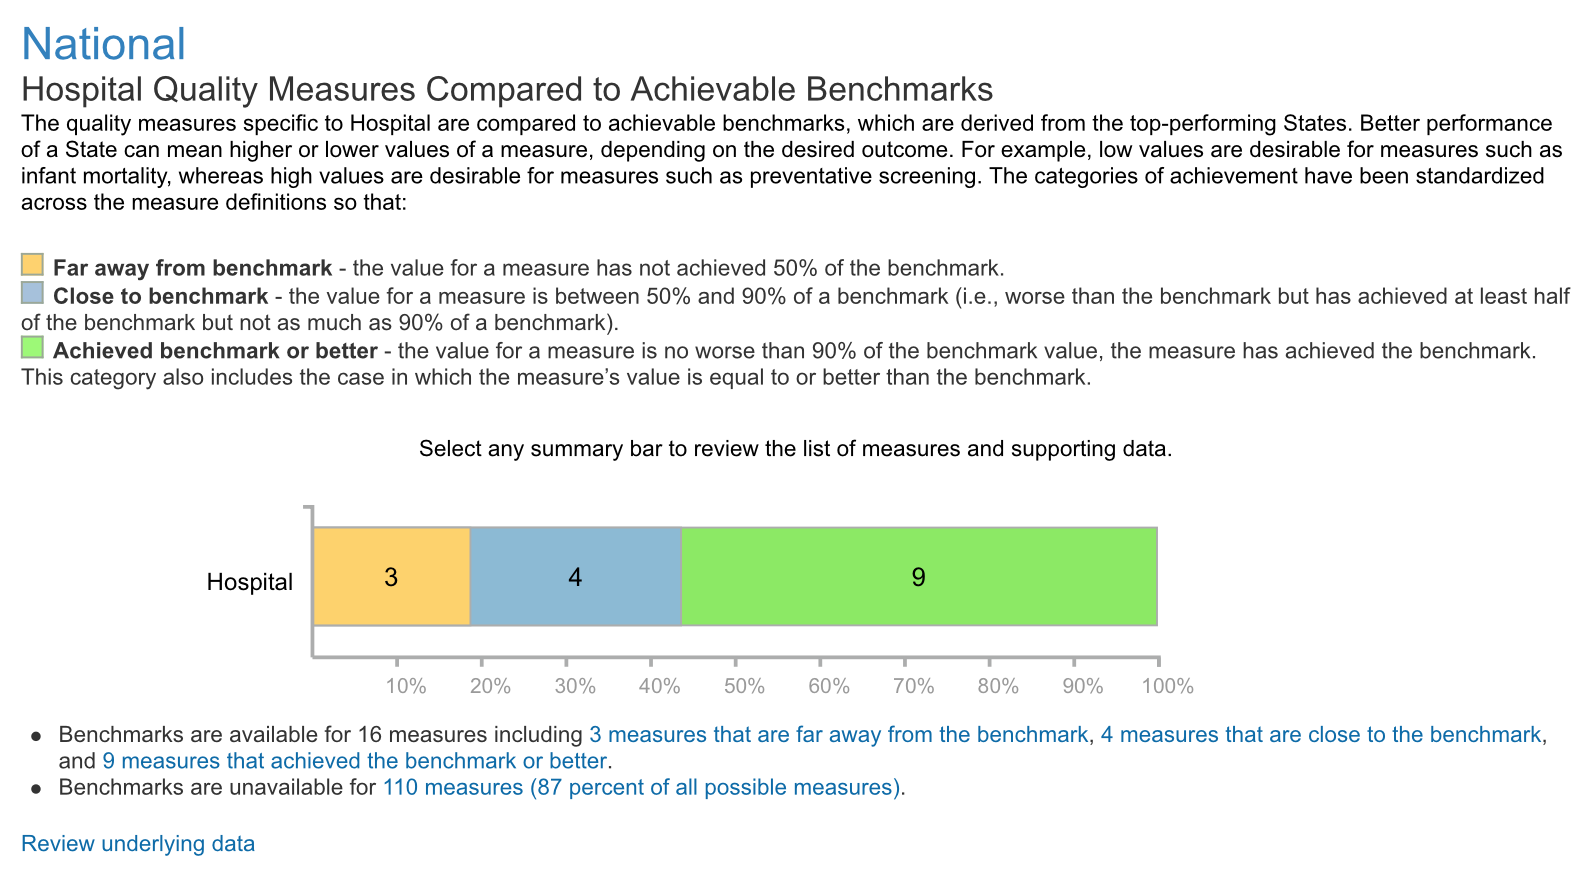 National
Hospital Quality Measures Compared to Achievable Benchmarks
The quality measures specific to Hospital are compared to achievable benchmarks, which are derived from the top-performing States. Better performance
of a State can mean higher or lower values of a measure, depending on the desired outcome. For example, low values are desirable for measures such as
infant mortality, whereas high values are desirable for measures such as preventative screening. The categories of achievement have been standardized
across the measure definitions so that:
Far away from benchmark - the value for a measure has not achieved 50% of the benchmark.
Close to benchmark - the value for a measure is between 50% and 90% of a benchmark (i.e., worse than the benchmark but has achieved at least half
of the benchmark but not as much as 90% of a benchmark).
Achieved benchmark or better - the value for a measure is no worse than 90% of the benchmark value, the measure has achieved the benchmark.
This category also includes the case in which the measure’s value is equal to or better than the benchmark.
Select any summary bar to review the list of measures and supporting data.
Hospital 3 4 9
10% 20% 30% 40% 50% 60% 70% 80% 90% 100%
● Benchmarks are available for 16 measures including 3 measures that are far away from the benchmark, 4 measures that are close to the benchmark,
and 9 measures that achieved the benchmark or better.
● Benchmarks are unavailable for 110 measures (87 percent of all possible measures).
Review underlying data